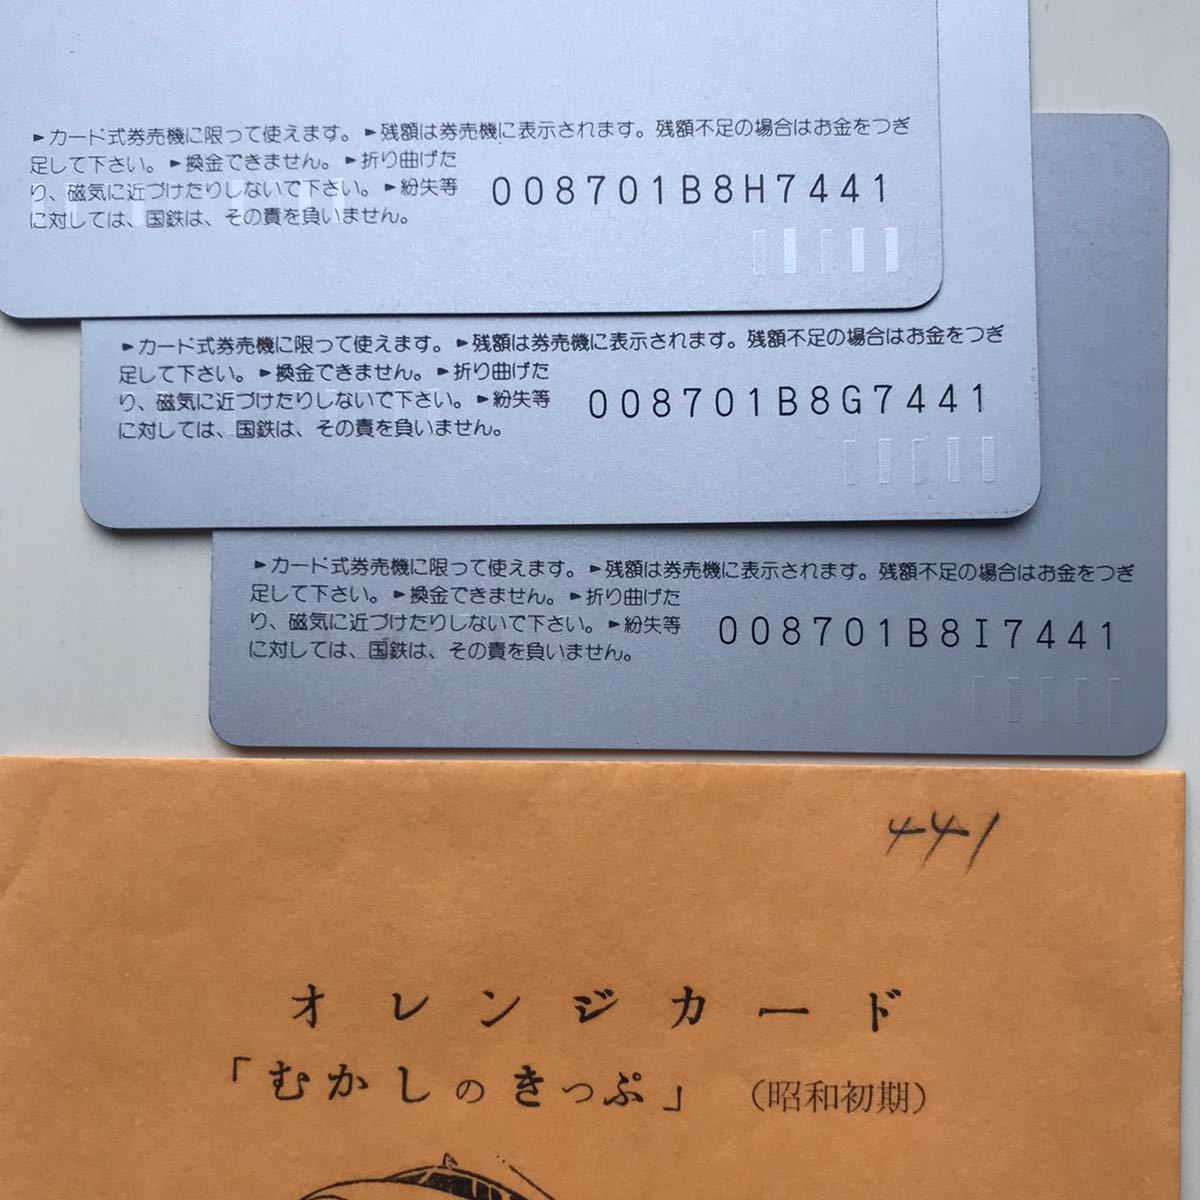 ►カード式券売機に限って使えます。►残額は券売機に表示されます。残額不足の場合はお金をつぎ
足して下さい。►換金できません。►折り曲げた
り、磁気に近づけたりしないで下さい。►紛失等
に対しては、国鉄は、その責を負いません。
008701B8H7441
►カード式券売機に限って使えます。►残額は券売機に表示されます。残額不足の場合はお金をつぎ
足して下さい。►換金できません。►折り曲げた
り、磁気に近づけたりしないで下さい。►紛失等
に対しては、国鉄は、その責を負いません。
008701B8G7441
►カード式券売機に限って使えます。►残額は券売機に表示されます。残額不足の場合はお金をつぎ
足して下さい。►換金できません。►折り曲げた
り、磁気に近づけたりしないで下さい。►紛失等
に対しては、国鉄は、その責を負いません。
008701B8I7441
441
オレンジカード
「むかしのきっぷ」（昭和初期）